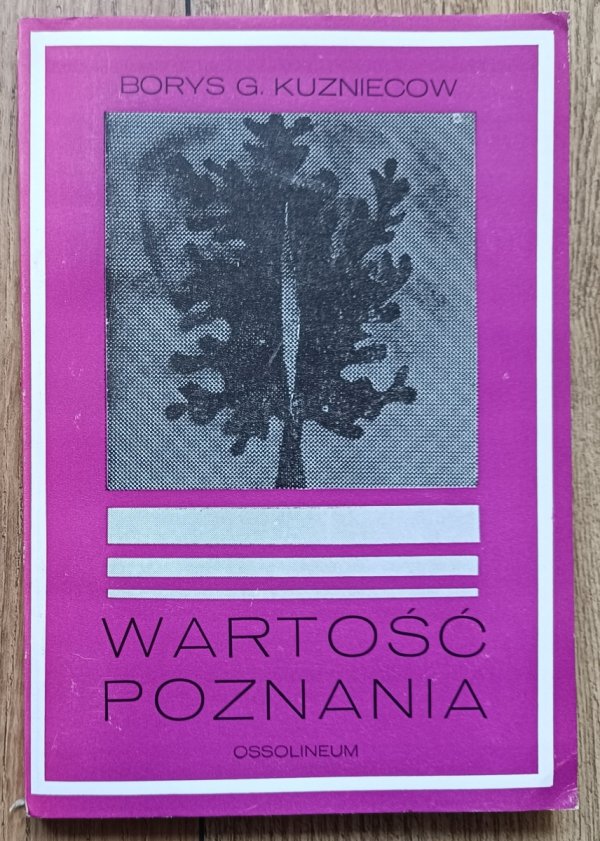 BORYS G. KUZNIECOW
WARTOŚĆ
POZNANIA
OSSOLINEUM